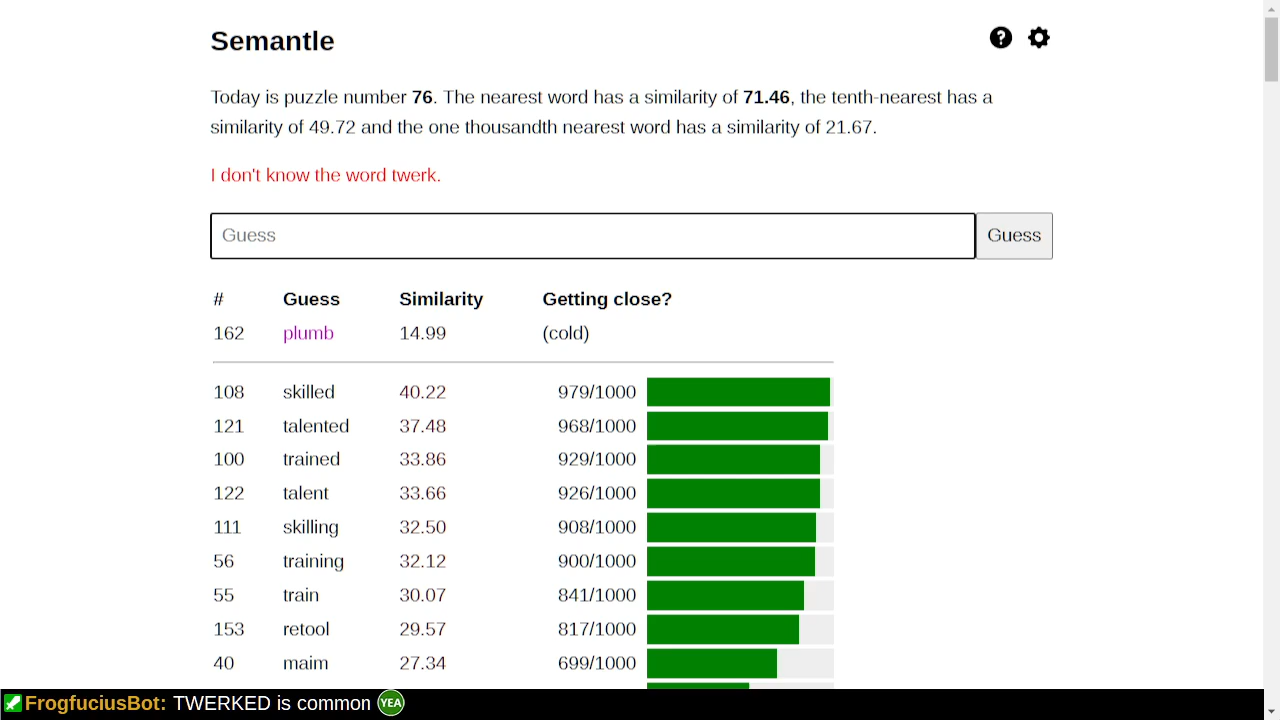 Semantle
Today is puzzle number 76. The nearest word has a similarity of 71.46, the tenth-nearest has a
similarity of 49.72 and the one thousandth nearest word has a similarity of 21.67.
I don't know the word twerk.
Guess Guess
# Guess Similarity Getting close?
162 plumb 14.99 (cold)
108 skilled 40.22 979/1000
121 talented 37.48 968/1000
100 trained 33.86 929/1000
122 talent 33.66 926/1000
111 skilling 32.50 908/1000
56 training 32.12 900/1000
55 train 30.07 841/1000
153 retool 29.57 817/1000
40 maim 27.34 699/1000
FrogfuciusBot: TWERKED is common YEA